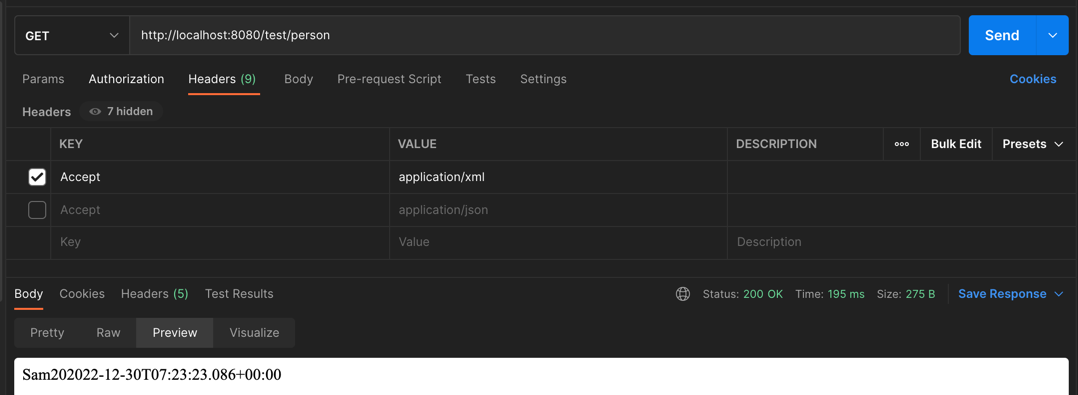 GET http://localhost:8080/test/person Send
Params Authorization Headers (9) Body Pre-request Script Tests Settings Cookies
Headers 7 hidden
KEY VALUE DESCRIPTION Bulk Edit Presets
Accept application/xml
Accept application/json
Key Value Description
Body Cookies Headers (5) Test Results Status: 200 OK Time: 195 ms Size: 275 B Save Response
Pretty Raw Preview Visualize
Sam202022-12-30T07:23:23.086+00:00